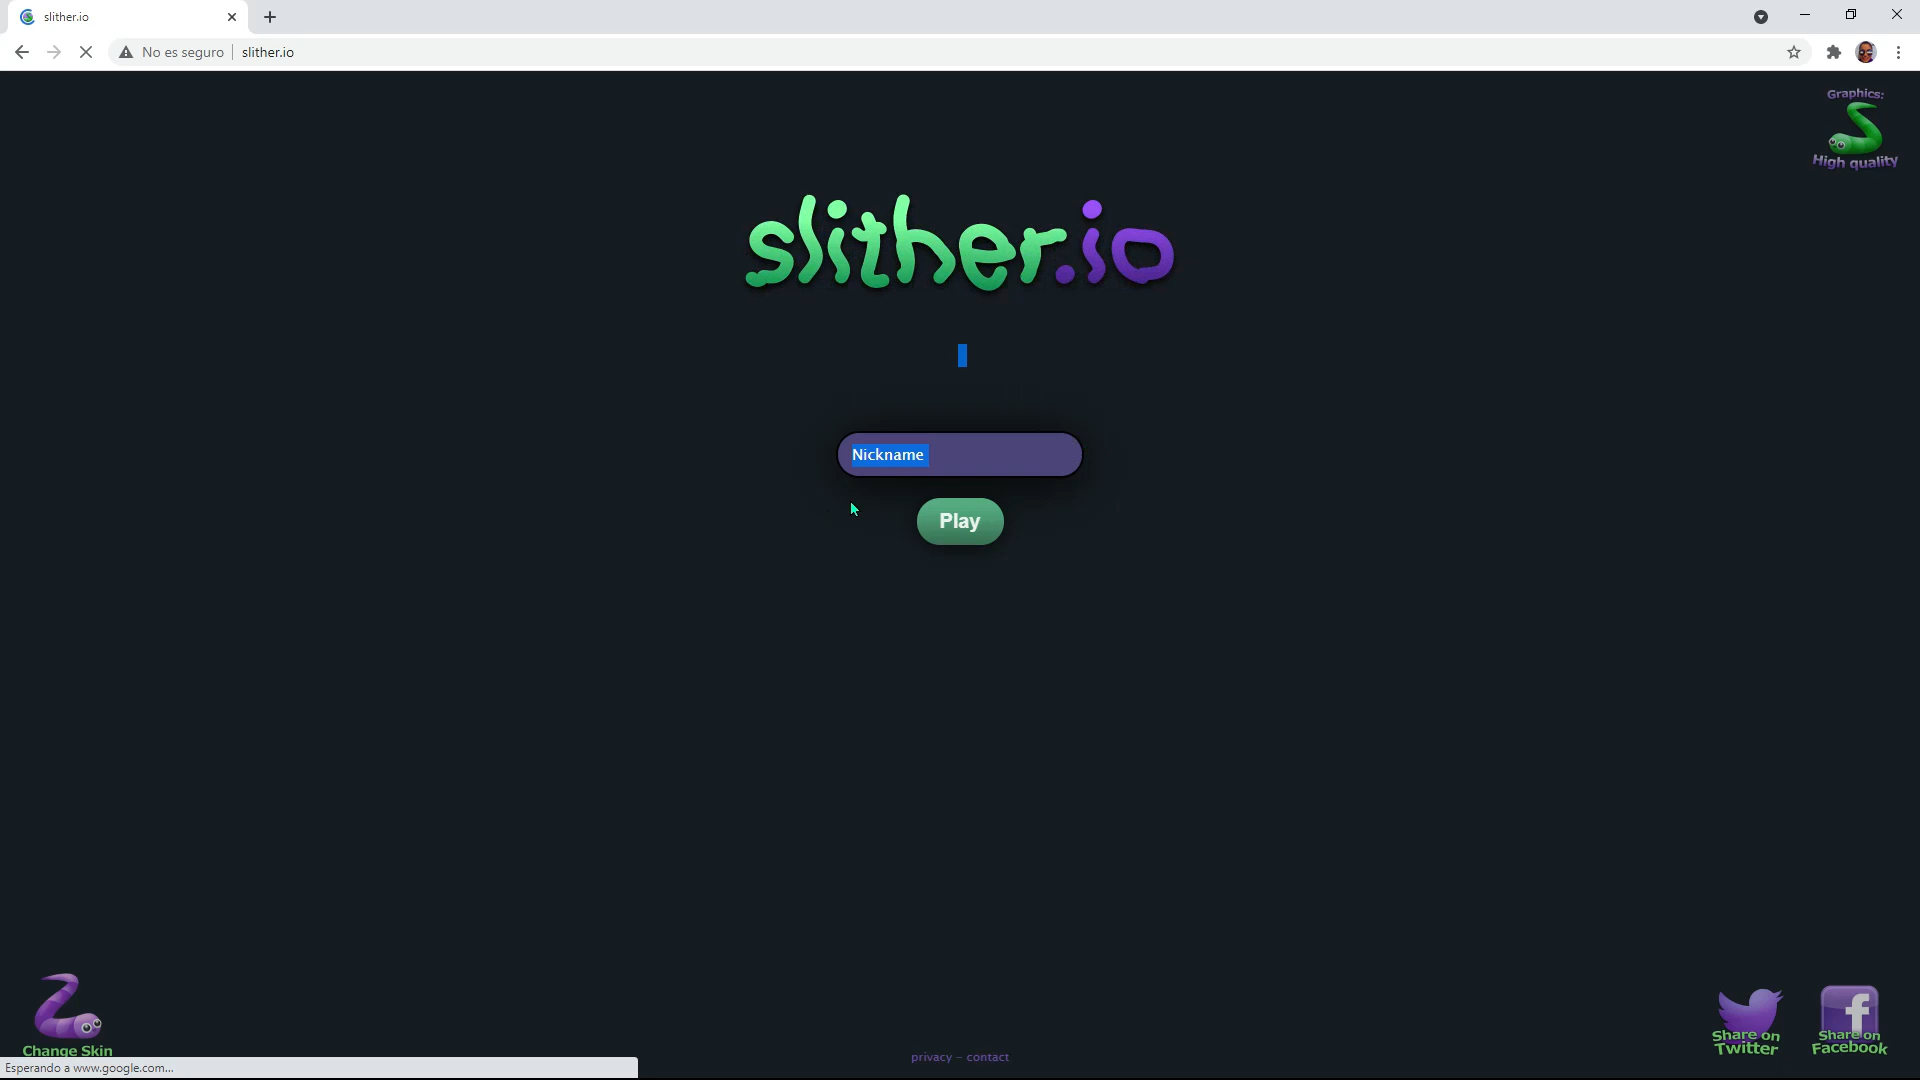 slither.io
No es seguro
slither.io
Graphics:
High quality
slither.io
Nickname
Play
Change Skin
Share on
Twitter
Share on
Facebook
privacy – contact
Esperando a www.google.com...